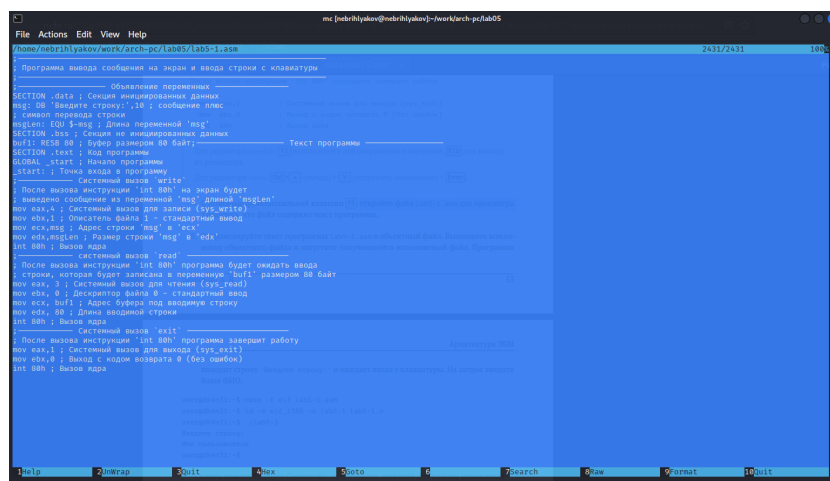 mc [nebrihlyakov@nebrihlyakov]:~/work/arch-pc/lab05
File Actions Edit View Help
/home/nebrihlyakov/work/arch-pc/lab05/lab5-1.asm 2431/2431 100%
;————————————————————
; Программа вывода сообщения на экран и ввода строки с клавиатуры
;————————————————————
;———————— Объявление переменных ————————
SECTION .data ; Секция инициированных данных
msg: DB 'Введите строку:',10 ; сообщение плюс
; символ перевода строки
msgLen: EQU $-msg ; Длина переменной 'msg'
SECTION .bss ; Секция не инициированных данных
buf1: RESB 80 ; Буфер размером 80 байт;———————— Текст программы ————————
SECTION .text ; Код программы
GLOBAL _start ; Начало программы
_start: ; Точка входа в программу
;———————— Системный вызов `write` ————————
; После вызова инструкции 'int 80h' на экран будет
; выведено сообщение из переменной 'msg' длиной 'msgLen'
mov eax,4 ; Системный вызов для записи (sys_write)
mov ebx,1 ; Описатель файла 1 - стандартный вывод
mov ecx,msg ; Адрес строки 'msg' в 'ecx'
mov edx,msgLen ; Размер строки 'msg' в 'edx'
int 80h ; Вызов ядра
;———————— системный вызов `read` ————————
; После вызова инструкции 'int 80h' программа будет ожидать ввода
; строки, которая будет записана в переменную 'buf1' размером 80 байт
mov eax, 3 ; Системный вызов для чтения (sys_read)
mov ebx, 0 ; Дескриптор файла 0 - стандартный ввод
mov ecx, buf1 ; Адрес буфера под вводимую строку
mov edx, 80 ; Длина вводимой строки
int 80h ; Вызов ядра
;———————— Системный вызов `exit` ————————
; После вызова инструкции 'int 80h' программа завершит работу
mov eax,1 ; Системный вызов для выхода (sys_exit)
mov ebx,0 ; Выход с кодом возврата 0 (без ошибок)
int 80h ; Вызов ядра
1Help 2UnWrap 3Quit 4Hex 5Goto 6 7Search 8Raw 9Format 10Quit